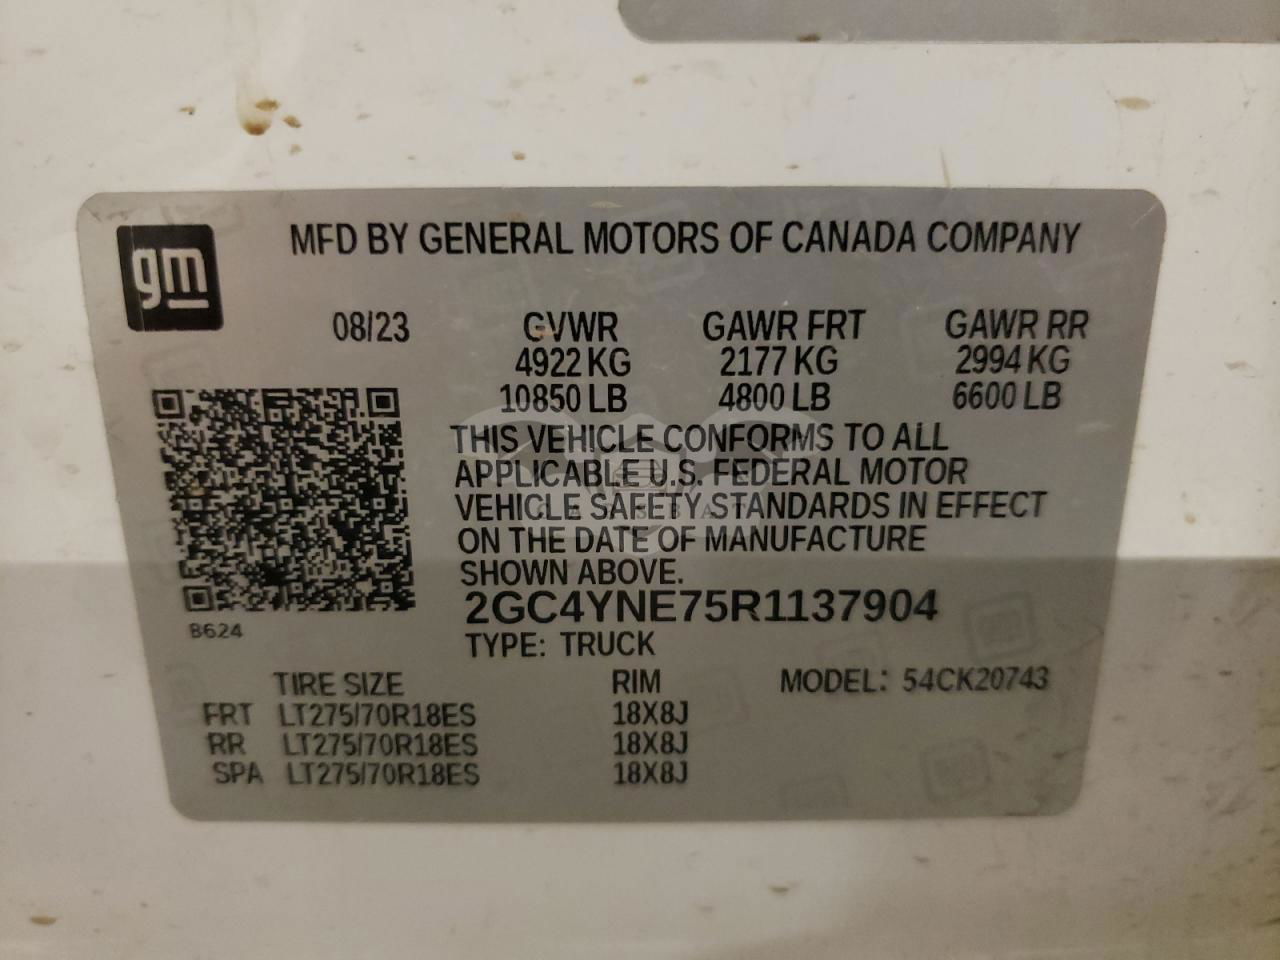 gm
MFD BY GENERAL MOTORS OF CANADA COMPANY
08/23 GVWR GAWR FRT GAWR RR
4922 KG 2177 KG 2994 KG
10850 LB 4800 LB 6600 LB
THIS VEHICLE CONFORMS TO ALL
APPLICABLE U.S. FEDERAL MOTOR
VEHICLE SAFETY STANDARDS IN EFFECT
ON THE DATE OF MANUFACTURE
SHOWN ABOVE.
2GC4YNE75R1137904
B624
TYPE: TRUCK
TIRE SIZE RIM MODEL: 54CK20743
FRT LT275/70R18ES 18X8J
RR LT275/70R18ES 18X8J
SPA LT275/70R18ES 18X8J